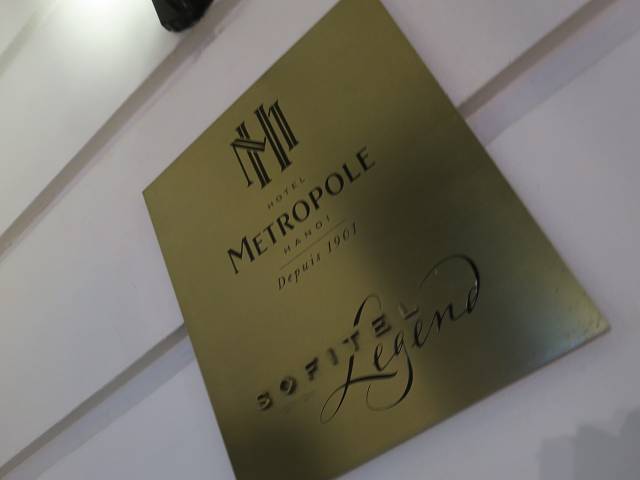 HOTEL
METROPOLE
HANOI
Depuis 1901
SOFITEL
Legend